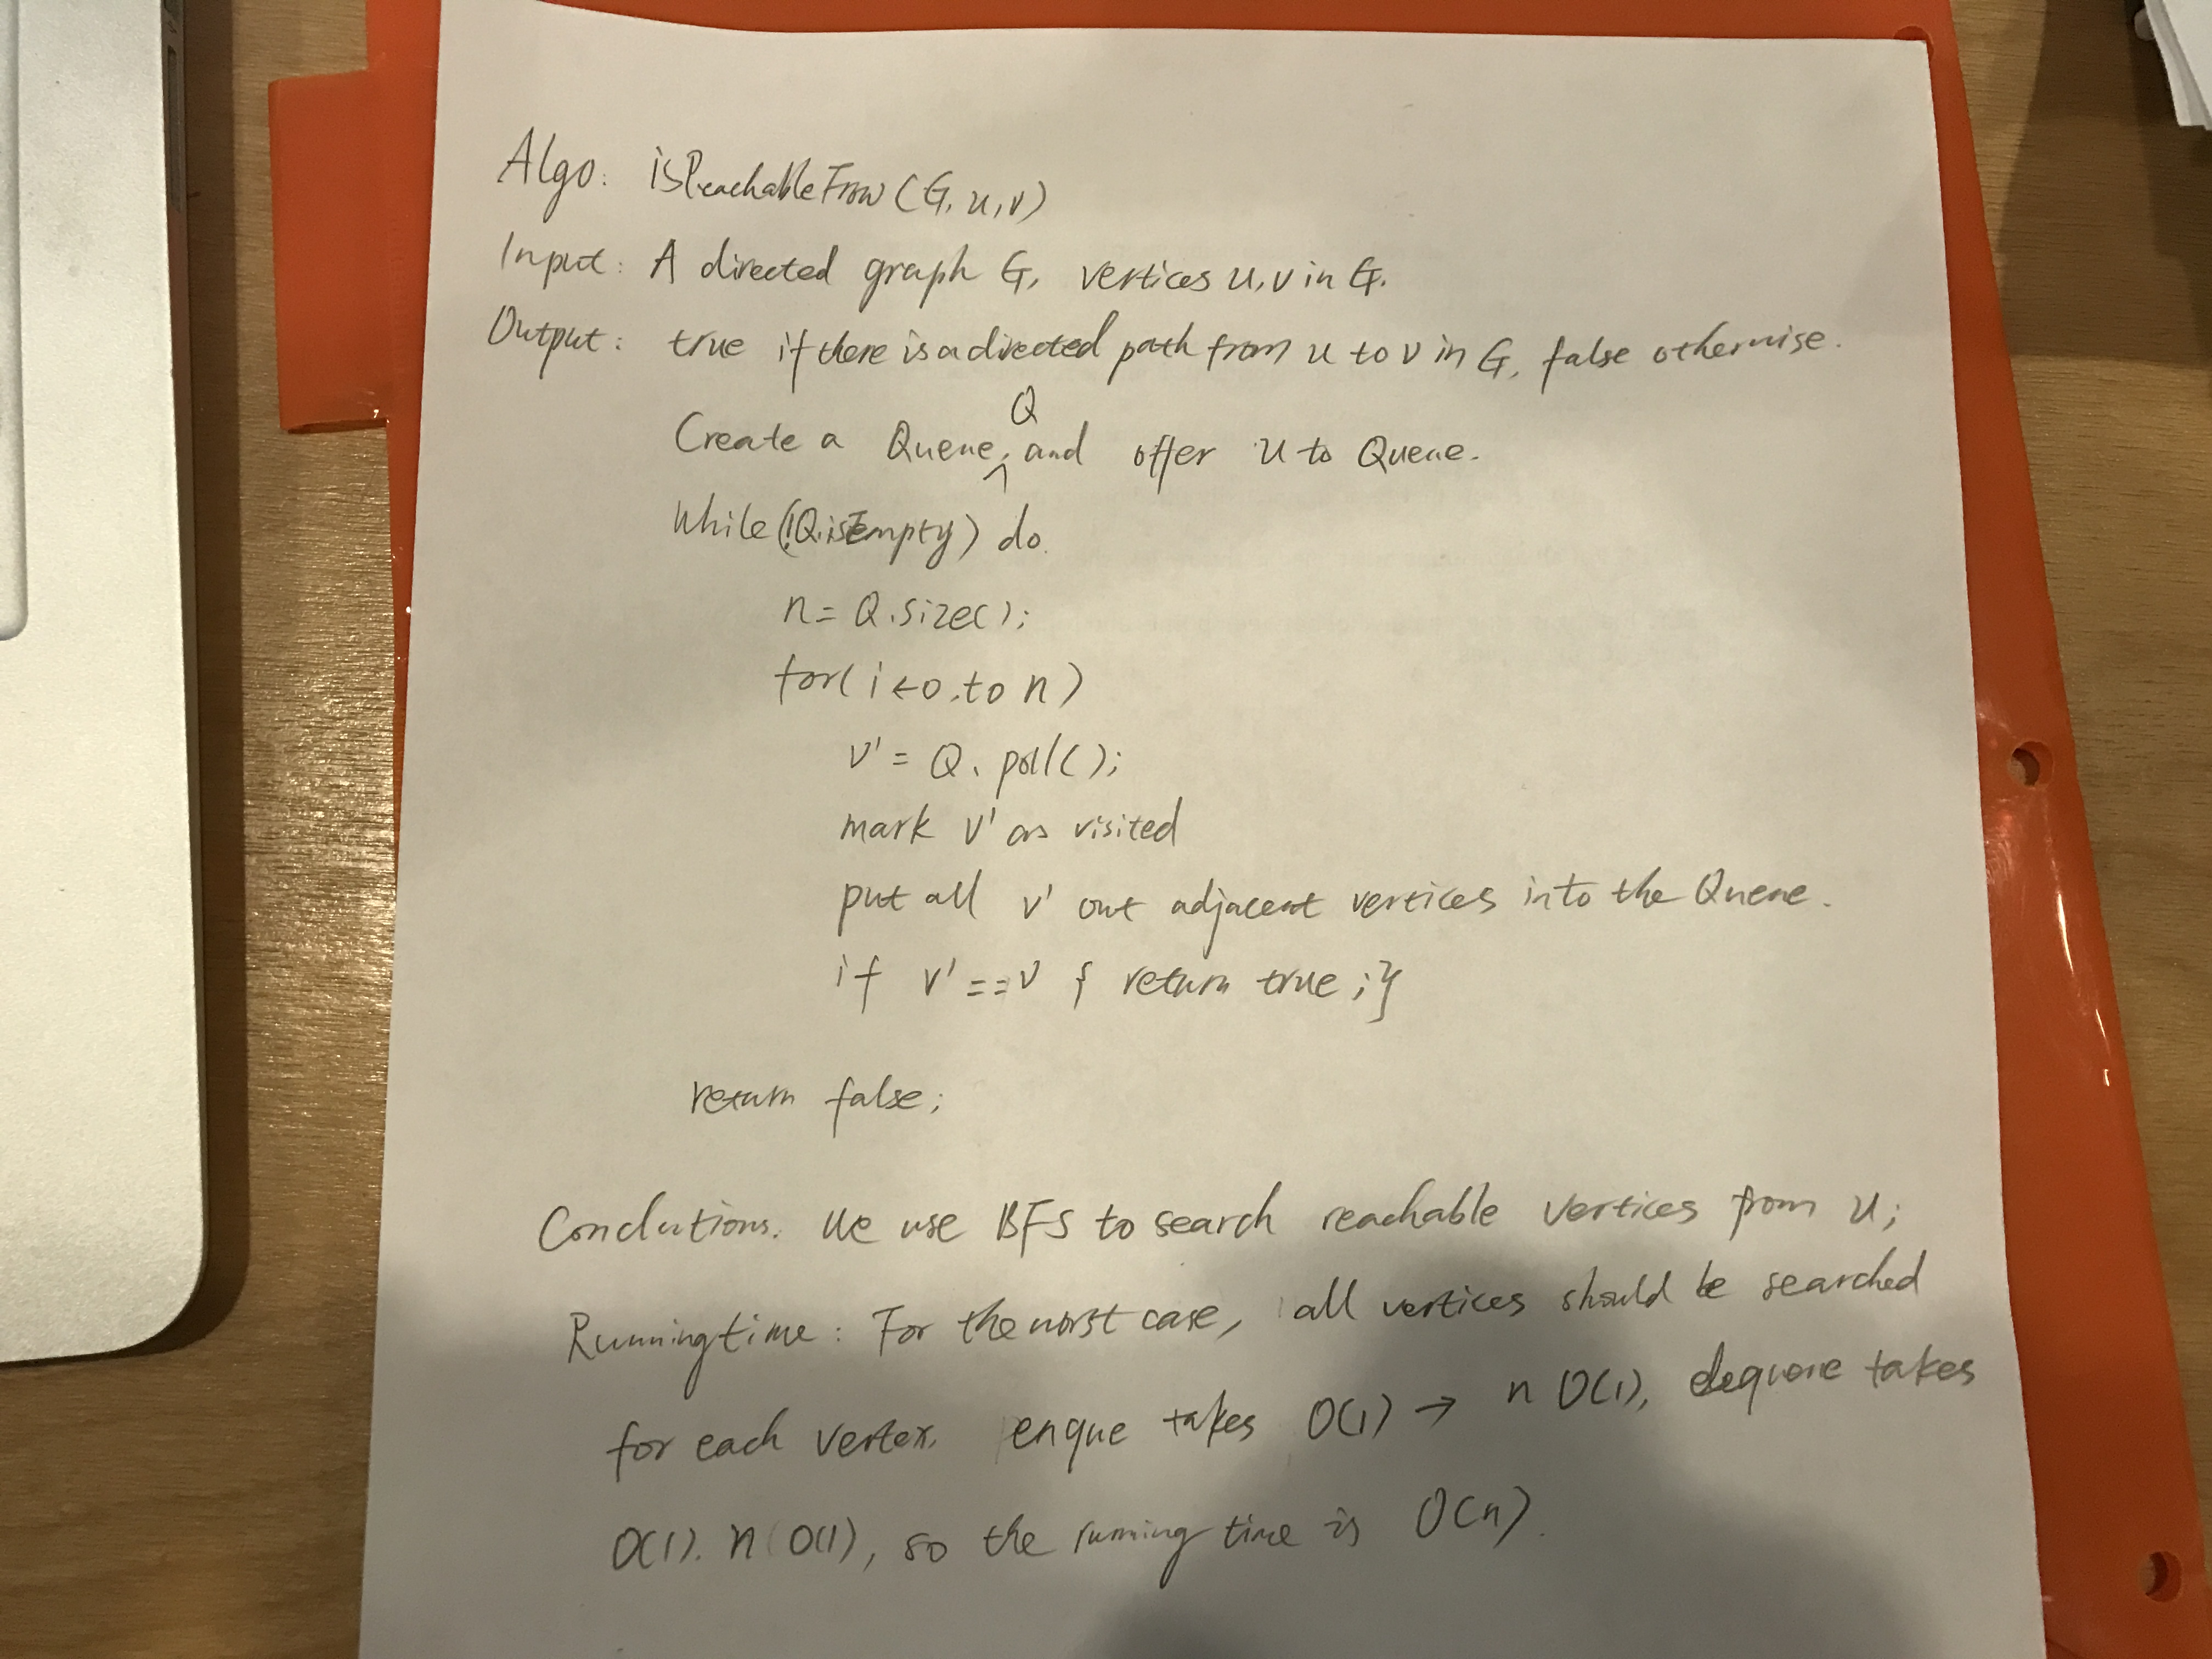 Algo: isReachableFrom(G, u, v)
Input: A directed graph G, vertices u, v in G.
Output: true if there is a directed path from u to v in G, false otherwise.
Create a Queue, Q and offer u to Queue.
while(!Q.isEmpty) do.
n = Q.size();
for(i←0. to n)
v' = Q. poll();
mark v' as visited
put all v' out adjacent vertices into the Queue.
if v' == v { return true;}
return false;
Conclutions. We use BFS to search reachable vertices from u;
Running time: For the worst case, all vertices should be searched
for each vertex, enque takes O(1) → n O(1), dequeue takes
O(1). n(O(1), so the running time is O(n).